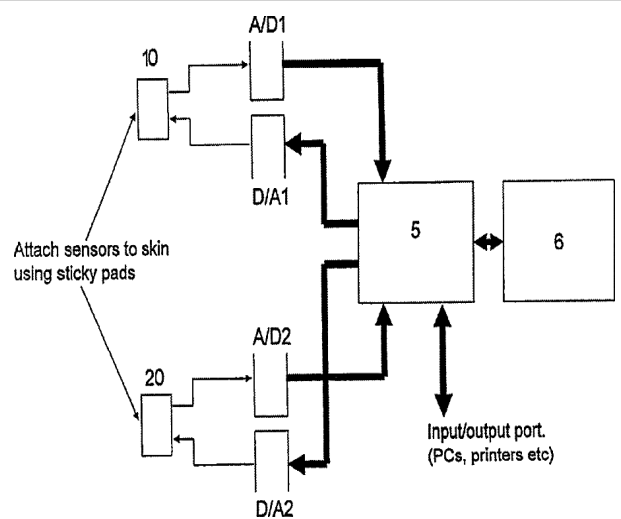 A/D1
10
D/A1
5
6
Attach sensors to skin
using sticky pads
A/D2
20
Input/output port.
(PCs, printers etc)
D/A2